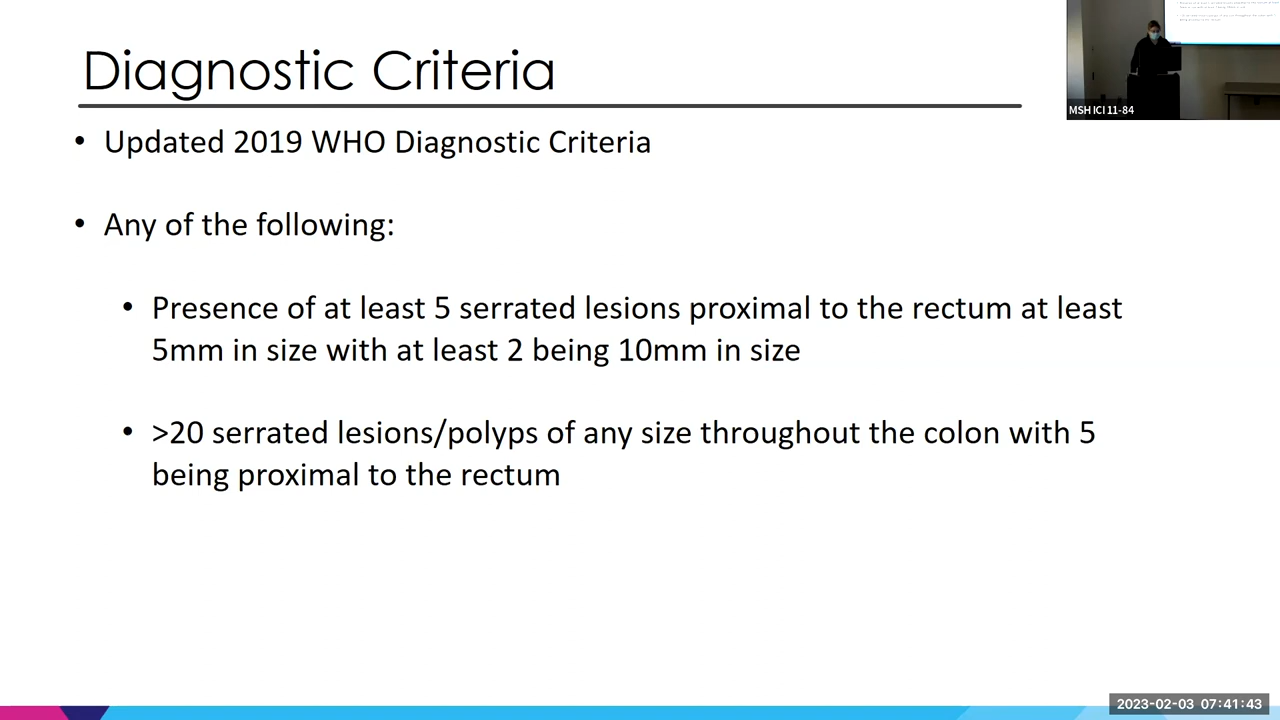 Diagnostic Criteria
MSH ICI 11-84
• Updated 2019 WHO Diagnostic Criteria
• Any of the following:
• Presence of at least 5 serrated lesions proximal to the rectum at least
5mm in size with at least 2 being 10mm in size
• >20 serrated lesions/polyps of any size throughout the colon with 5
being proximal to the rectum
2023-02-03 07:41:43